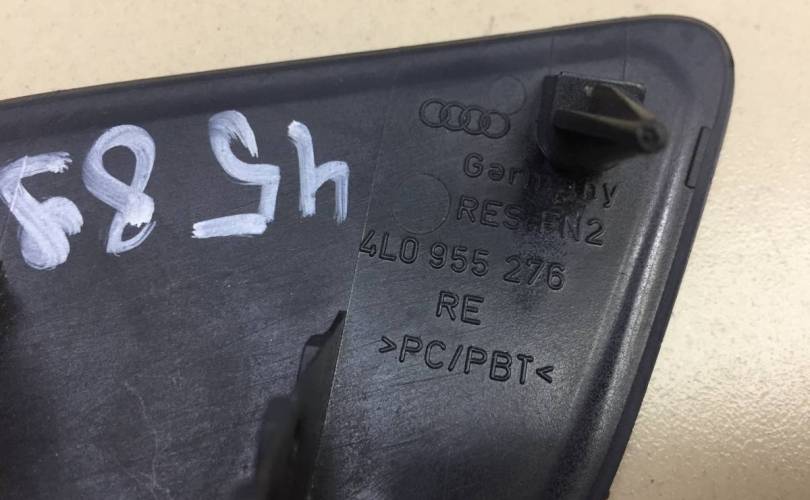 Germany
4L0 955 276
RE
>PC/PBT<